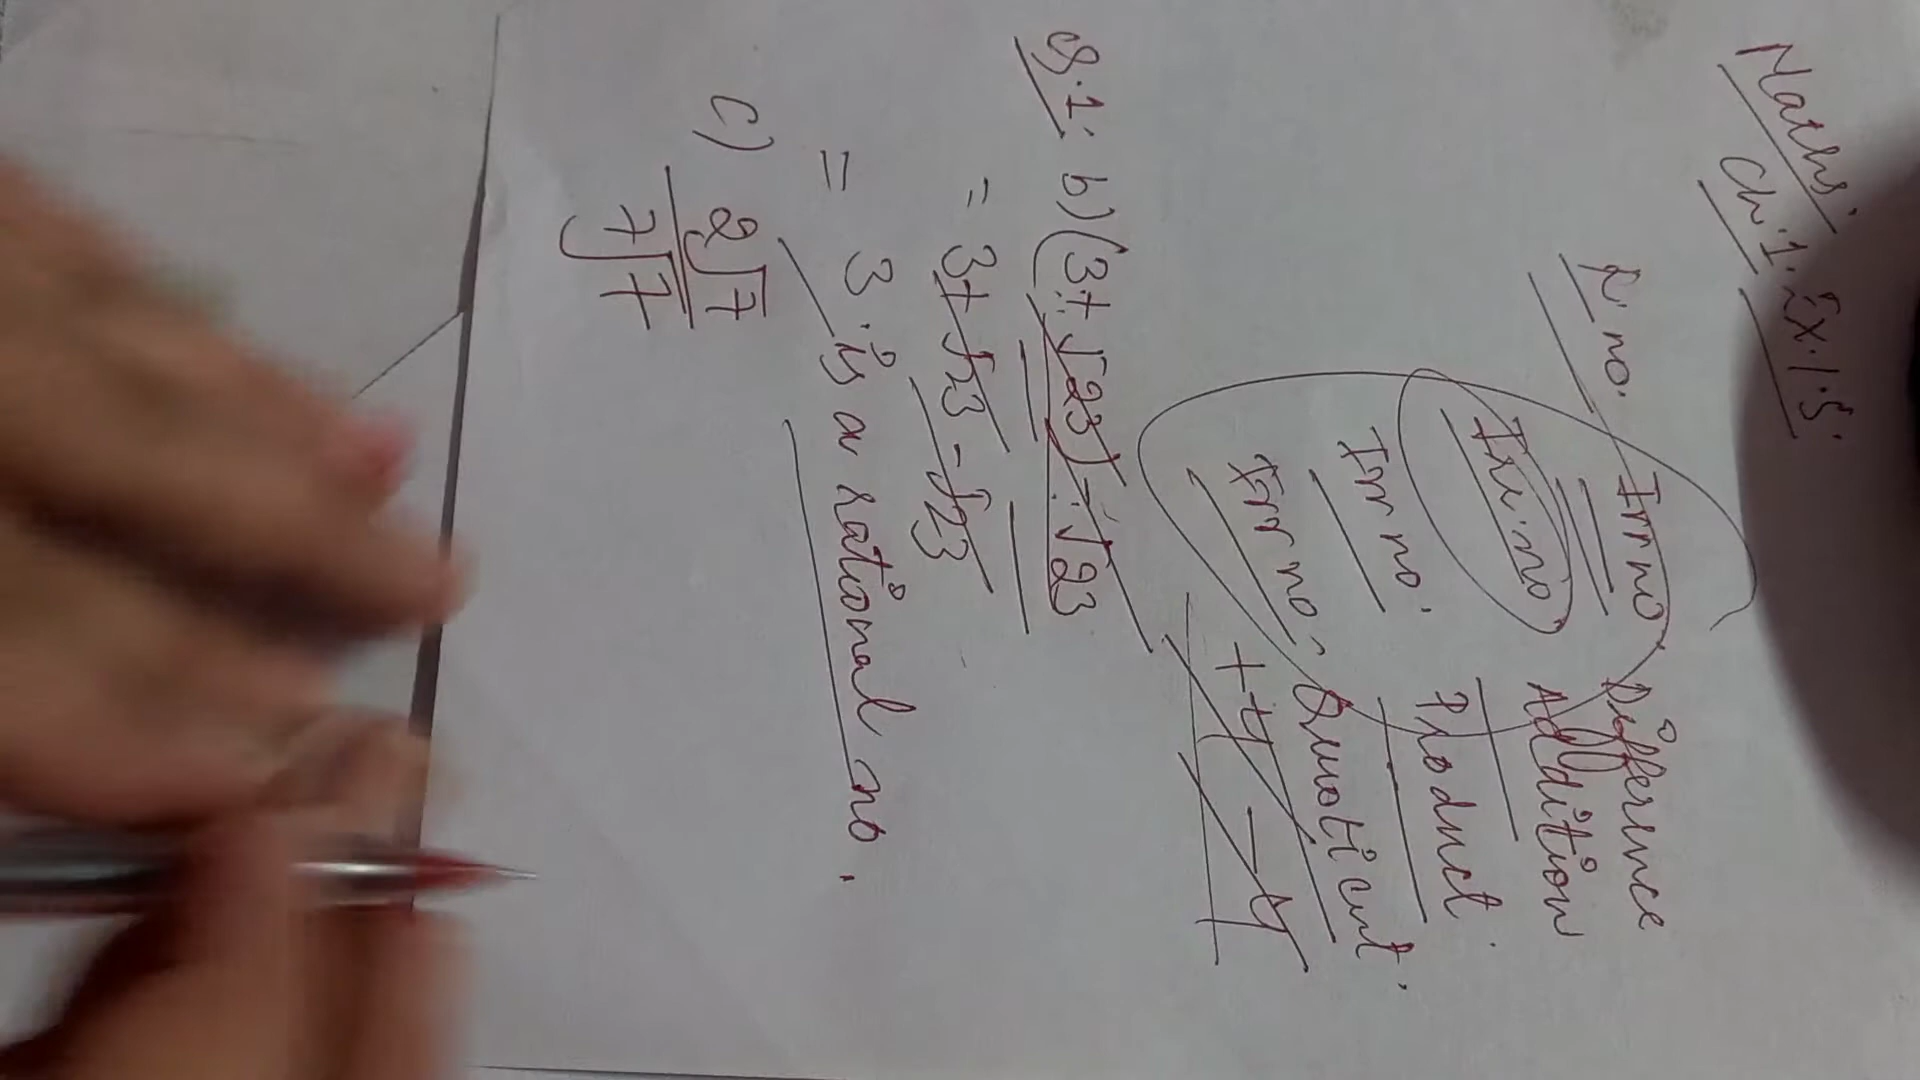 Maths.
Ch. 1. Ex. 1.5.
R. no. Irr no Difference
Irr. no Addition
Irr no. Product.
Irr no. Quotient.
+4 -4
Q.1. b) (3+√23)-√23
= 3+√23-√23
= 3 is a rational no.
c) 2√7
7√7